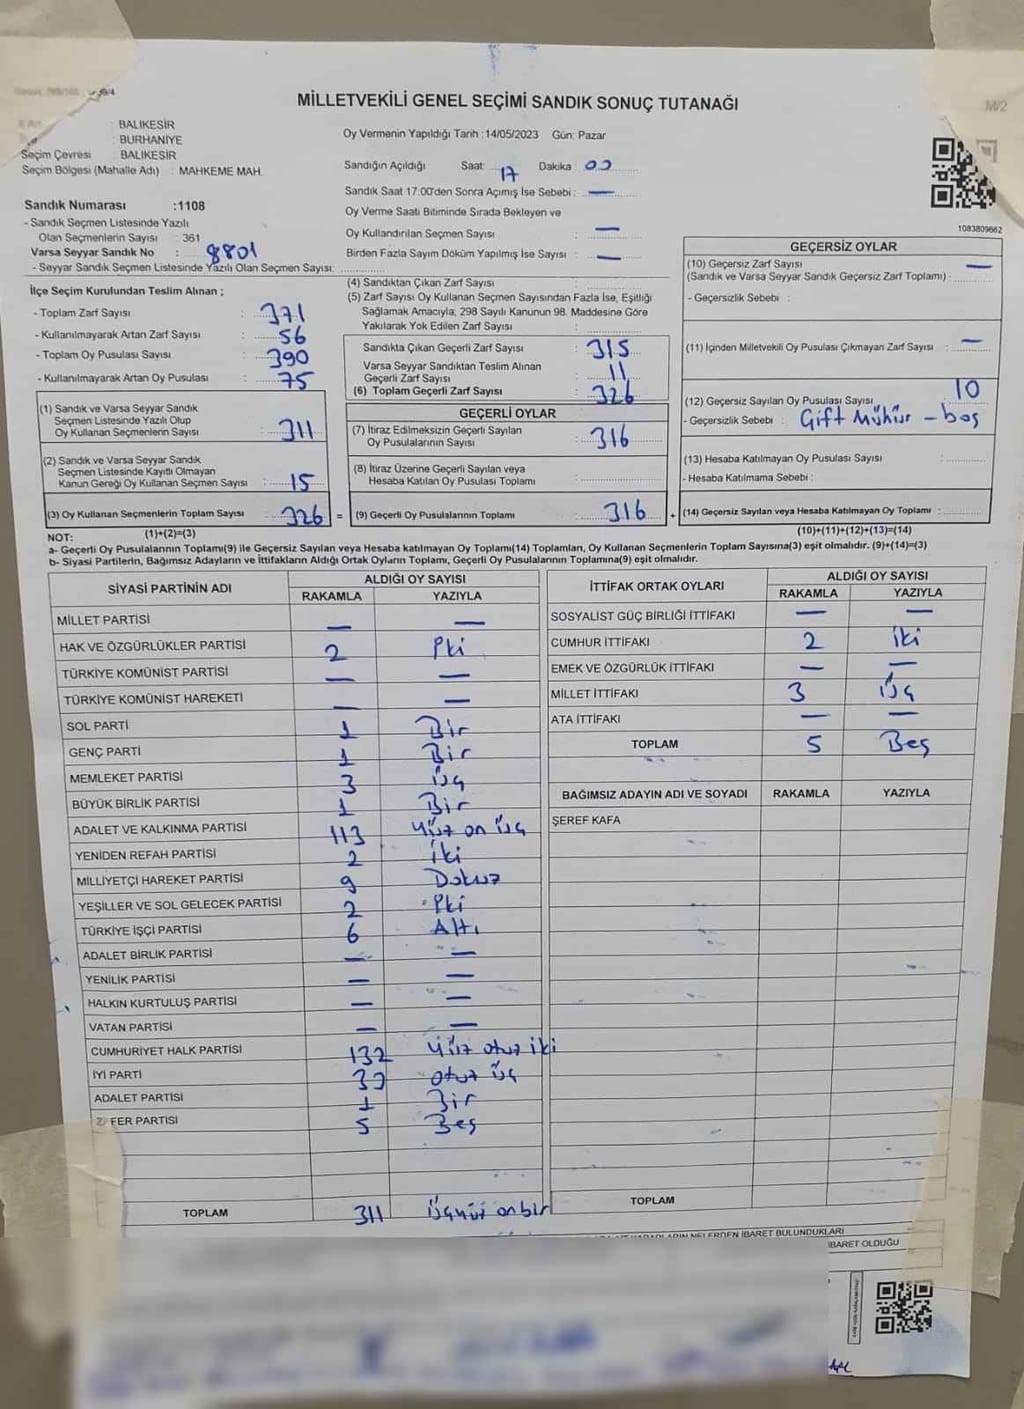 MİLLETVEKİLİ GENEL SEÇİMİ SANDIK SONUÇ TUTANAĞI
M/2
: BALIKESİR
: BURHANİYE
Seçim Çevresi : BALIKESİR
Seçim Bölgesi (Mahalle Adı) : MAHKEME MAH.
Oy Vermenin Yapıldığı Tarih :14/05/2023 Gün: Pazar
Sandığın Açıldığı Saat: 17 Dakika 00
Sandık Saat 17:00'den Sonra Açımış İse Sebebi : —
Oy Verme Saati Bitiminde Sırada Bekleyen ve
Oy Kullandırılan Seçmen Sayısı —
Birden Fazla Sayım Döküm Yapılmış İse Sayısı : —
1083809662
Sandık Numarası :1108
- Sandık Seçmen Listesinde Yazılı
Olan Seçmenlerin Sayısı : 361
Varsa Seyyar Sandık No : 8801
- Seyyar Sandık Seçmen Listesinde Yazılı Olan Seçmen Sayısı:
İlçe Seçim Kurulundan Teslim Alınan ;
- Toplam Zarf Sayısı : 371
- Kullanılmayarak Artan Zarf Sayısı : 56
- Toplam Oy Pusulası Sayısı : 390
- Kullanılmayarak Artan Oy Pusulası : 75
(1) Sandık ve Varsa Seyyar Sandık
Seçmen Listesinde Yazılı Olup
Oy Kullanan Seçmenlerin Sayısı : 311
(2) Sandık ve Varsa Seyyar Sandık
Seçmen Listesinde Kayıtlı Olmayan
Kanun Gereği Oy Kullanan Seçmen Sayısı : 15
(3) Oy Kullanan Seçmenlerin Toplam Sayısı : 326 =
(1)+(2)=(3)
(4) Sandıktan Çıkan Zarf Sayısı :
(5) Zarf Sayısı Oy Kullanan Seçmen Sayısından Fazla İse, Eşitliği
Sağlamak Amacıyla, 298 Sayılı Kanunun 98. Maddesine Göre
Yakılarak Yok Edilen Zarf Sayısı :
Sandıkta Çıkan Geçerli Zarf Sayısı : 315
Varsa Seyyar Sandıktan Teslim Alınan
Geçerli Zarf Sayısı : 11
(6) Toplam Geçerli Zarf Sayısı : 326
GEÇERLİ OYLAR
(7) İtiraz Edilmeksizin Geçerli Sayılan
Oy Pusulalarının Sayısı : 316
(8) İtiraz Üzerine Geçerli Sayılan veya
Hesaba Katılan Oy Pusulası Toplamı :
(9) Geçerli Oy Pusulalarının Toplamı : 316 +
GEÇERSİZ OYLAR
(10) Geçersiz Zarf Sayısı —
(Sandık ve Varsa Seyyar Sandık Geçersiz Zarf Toplamı) :
- Geçersizlik Sebebi :
(11) İçinden Milletvekili Oy Pusulası Çıkmayan Zarf Sayısı : —
(12) Geçersiz Sayılan Oy Pusulası Sayısı : 10
- Geçersizlik Sebebi : Çift Mühür - boş
(13) Hesaba Katılmayan Oy Pusulası Sayısı :
- Hesaba Katılmama Sebebi :
(14) Geçersiz Sayılan veya Hesaba Katılmayan Oy Toplamı :
(10)+(11)+(12)+(13)=(14)
NOT:
a- Geçerli Oy Pusulalarının Toplamı(9) ile Geçersiz Sayılan veya Hesaba katılmayan Oy Toplamı(14) Toplamları, Oy Kullanan Seçmenlerin Toplam Sayısına(3) eşit olmalıdır. (9)+(14)=(3)
b- Siyasi Partilerin, Bağımsız Adayların ve İttifakların Aldığı Ortak Oyların Toplamı, Geçerli Oy Pusulalarının Toplamına(9) eşit olmalıdır.
SİYASİ PARTİNİN ADI ALDIĞI OY SAYISI
RAKAMLA YAZIYLA
MİLLET PARTİSİ — —
HAK VE ÖZGÜRLÜKLER PARTİSİ 2 İki
TÜRKİYE KOMÜNİST PARTİSİ — —
TÜRKİYE KOMÜNİST HAREKETİ — —
SOL PARTİ 1 Bir
GENÇ PARTİ 1 Bir
MEMLEKET PARTİSİ 3 üç
BÜYÜK BİRLİK PARTİSİ 1 Bir
ADALET VE KALKINMA PARTİSİ 113 Yüz on üç
YENİDEN REFAH PARTİSİ 2 iki
MİLLİYETÇİ HAREKET PARTİSİ 9 Dokuz
YEŞİLLER VE SOL GELECEK PARTİSİ 2 İki
TÜRKİYE İŞÇİ PARTİSİ 6 Altı
ADALET BİRLİK PARTİSİ — —
YENİLİK PARTİSİ — —
HALKIN KURTULUŞ PARTİSİ — —
VATAN PARTİSİ — —
CUMHURİYET HALK PARTİSİ 132 Yüz otuz iki
İYİ PARTİ 33 otuz üç
ADALET PARTİSİ 1 Bir
ZAFER PARTİSİ 5 Beş
TOPLAM 311 Üçyüz onbir
İTTİFAK ORTAK OYLARI ALDIĞI OY SAYISI
RAKAMLA YAZIYLA
SOSYALİST GÜÇ BİRLİĞİ İTTİFAKI — —
CUMHUR İTTİFAKI 2 iki
EMEK VE ÖZGÜRLÜK İTTİFAKI — —
MİLLET İTTİFAKI 3 üç
ATA İTTİFAKI — —
TOPLAM 5 Beş
BAĞIMSIZ ADAYIN ADI VE SOYADI RAKAMLA YAZIYLA
ŞEREF KAFA
TOPLAM
NELERDEN İBARET BULUNDUKLARI
İBARET OLDUĞU